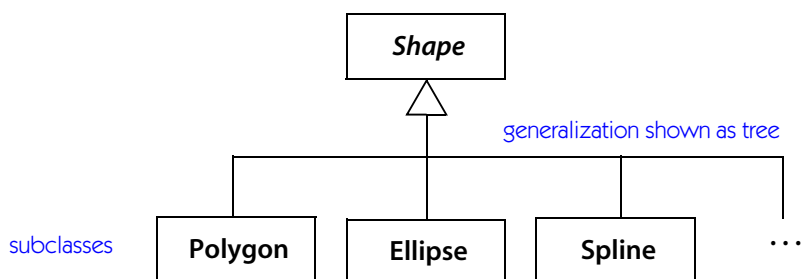 Shape
generalization shown as tree
subclasses
Polygon
Ellipse
Spline
...